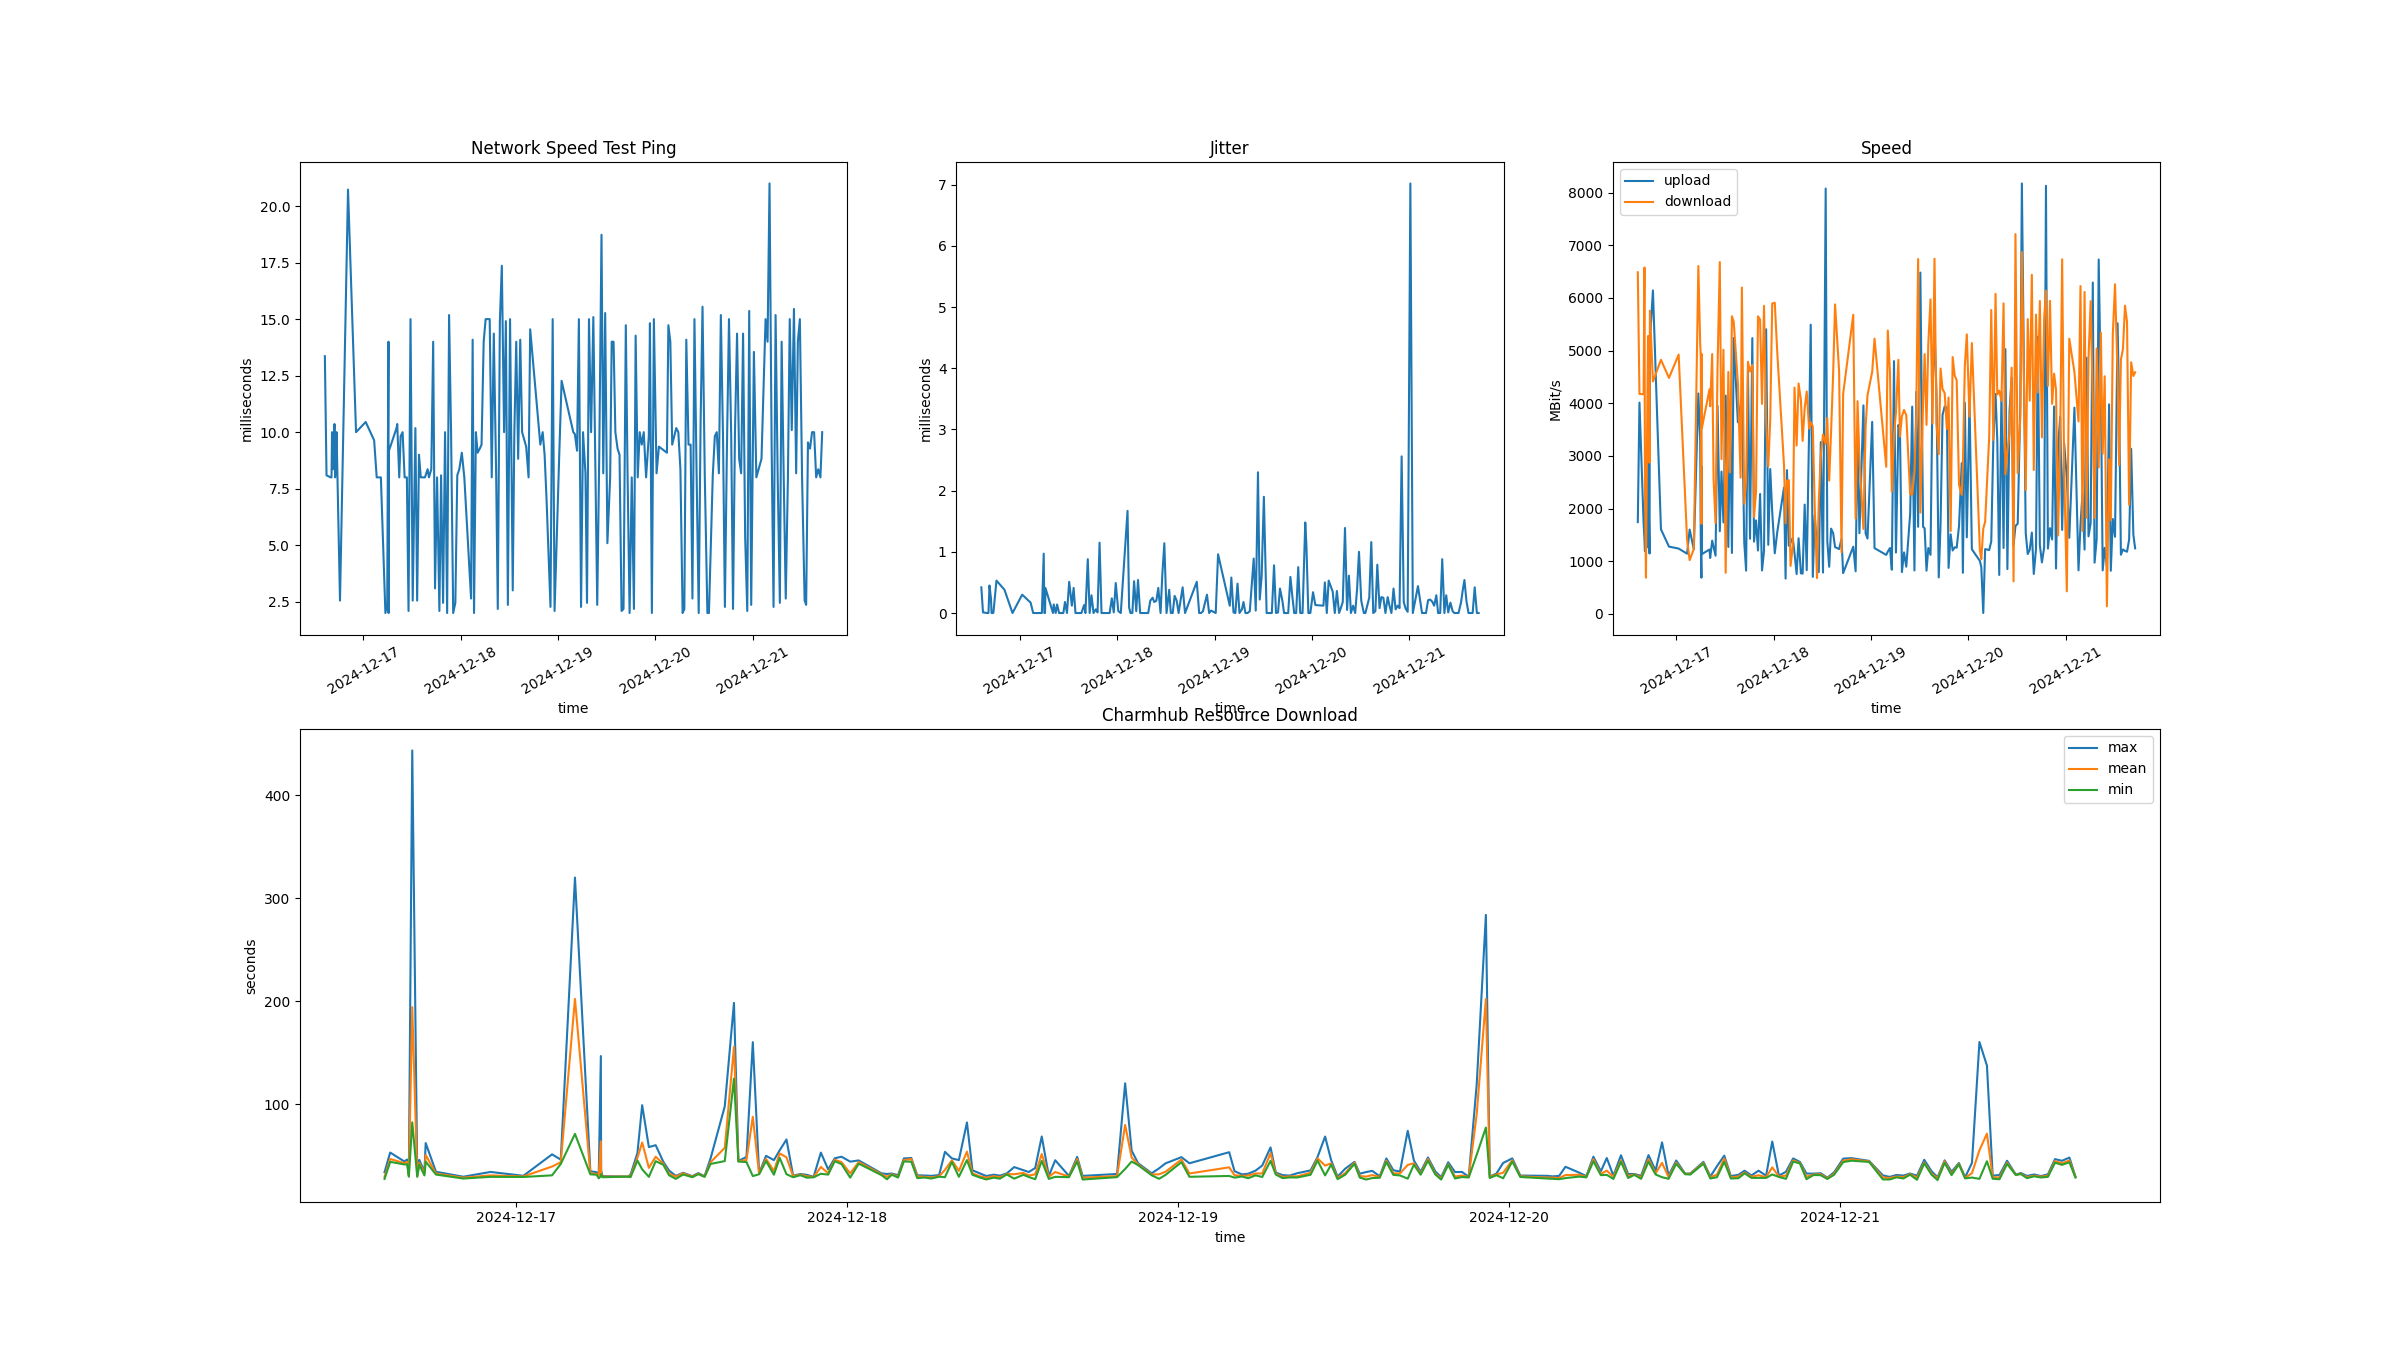 Network Speed Test Ping
milliseconds
20.0
17.5
15.0
12.5
10.0
7.5
5.0
2.5
2024-12-17
2024-12-18
2024-12-19
2024-12-20
2024-12-21
time
Jitter
milliseconds
7
6
5
4
3
2
1
0
2024-12-17
2024-12-18
2024-12-19
2024-12-20
2024-12-21
time
Speed
upload
download
MBit/s
8000
7000
6000
5000
4000
3000
2000
1000
0
2024-12-17
2024-12-18
2024-12-19
2024-12-20
2024-12-21
time
Charmhub Resource Download
max
mean
min
seconds
400
300
200
100
2024-12-17
2024-12-18
2024-12-19
2024-12-20
2024-12-21
time